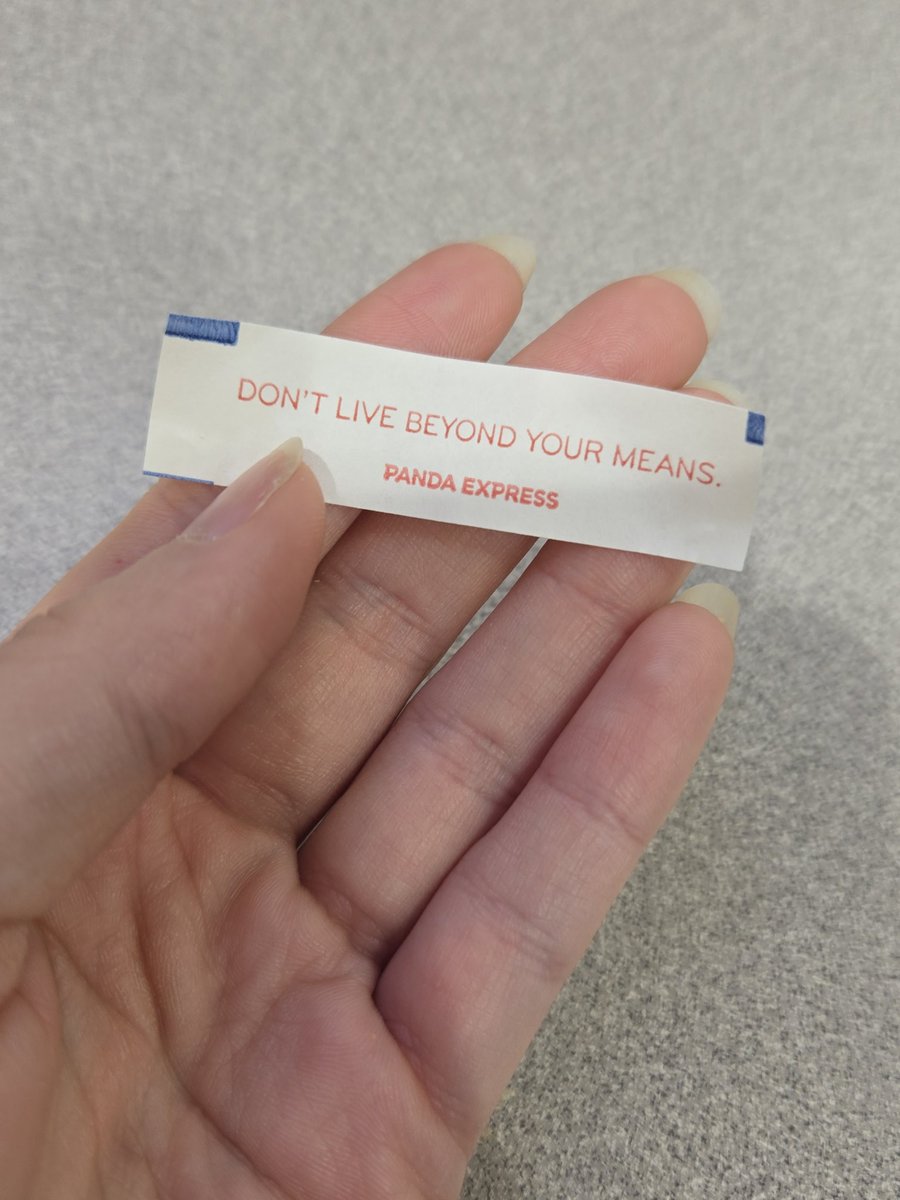 DON'T LIVE BEYOND YOUR MEANS.
PANDA EXPRESS